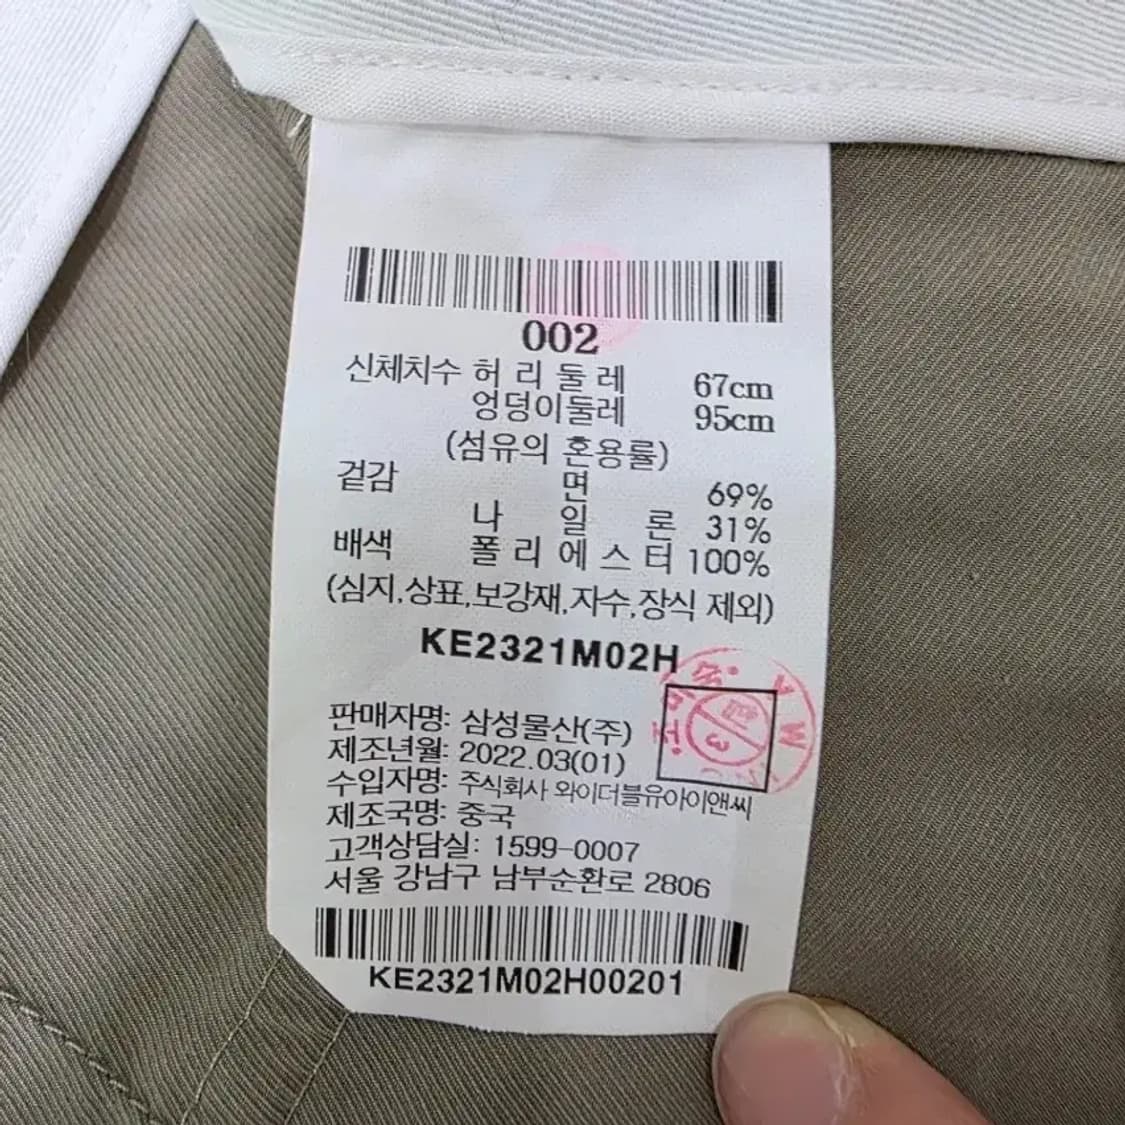 002
신체치수 허 리 둘 레 67cm
엉덩이둘레 95cm
(섬유의 혼용률)
겉감 면 69%
나 일 론 31%
배색 폴 리 에 스 터 100%
(심지,상표,보강재,자수,장식 제외)
KE2321M02H
판매자명: 삼성물산(주)
제조년월: 2022.03(01)
수입자명: 주식회사 와이더블유아이앤씨
제조국명: 중국
고객상담실: 1599-0007
서울 강남구 남부순환로 2806
KE2321M02H00201